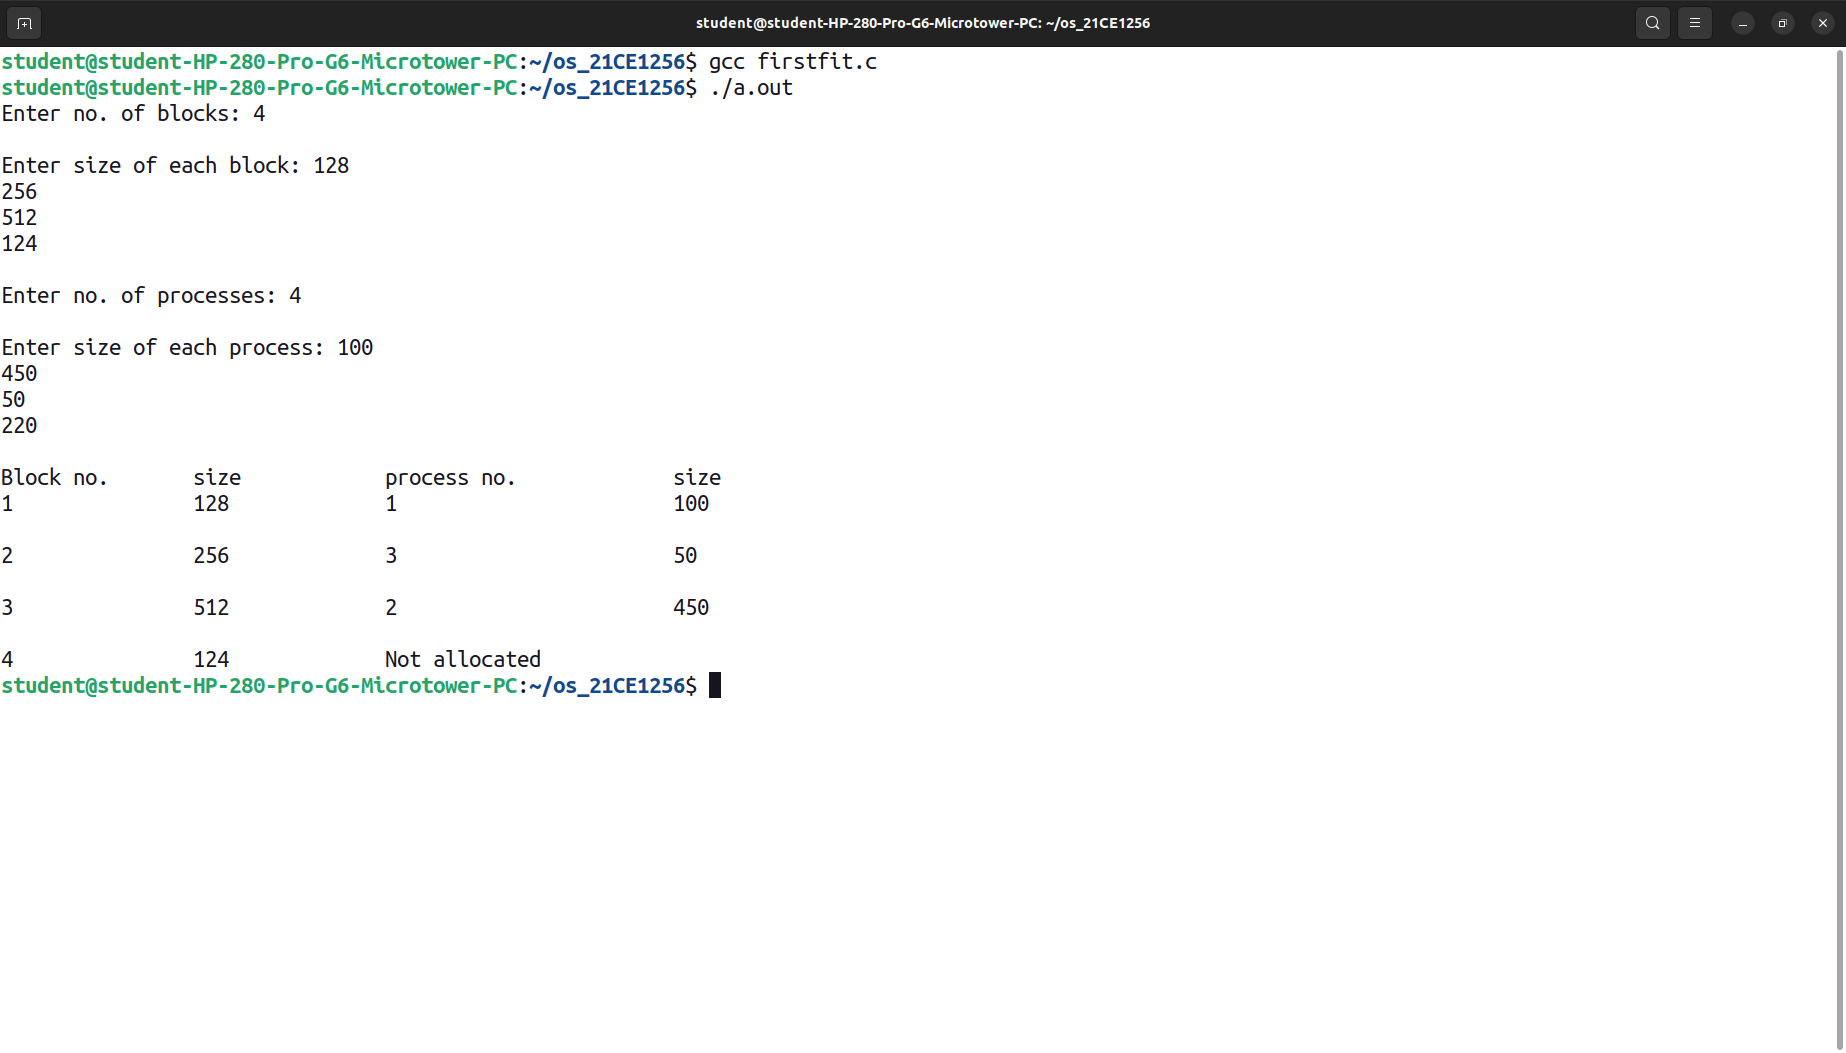 student@student-HP-280-Pro-G6-Microtower-PC: ~/os_21CE1256
student@student-HP-280-Pro-G6-Microtower-PC:~/os_21CE1256$ gcc firstfit.c
student@student-HP-280-Pro-G6-Microtower-PC:~/os_21CE1256$ ./a.out
Enter no. of blocks: 4
Enter size of each block: 128
256
512
124
Enter no. of processes: 4
Enter size of each process: 100
450
50
220
Block no. size process no. size
1 128 1 100
2 256 3 50
3 512 2 450
4 124 Not allocated
student@student-HP-280-Pro-G6-Microtower-PC:~/os_21CE1256$